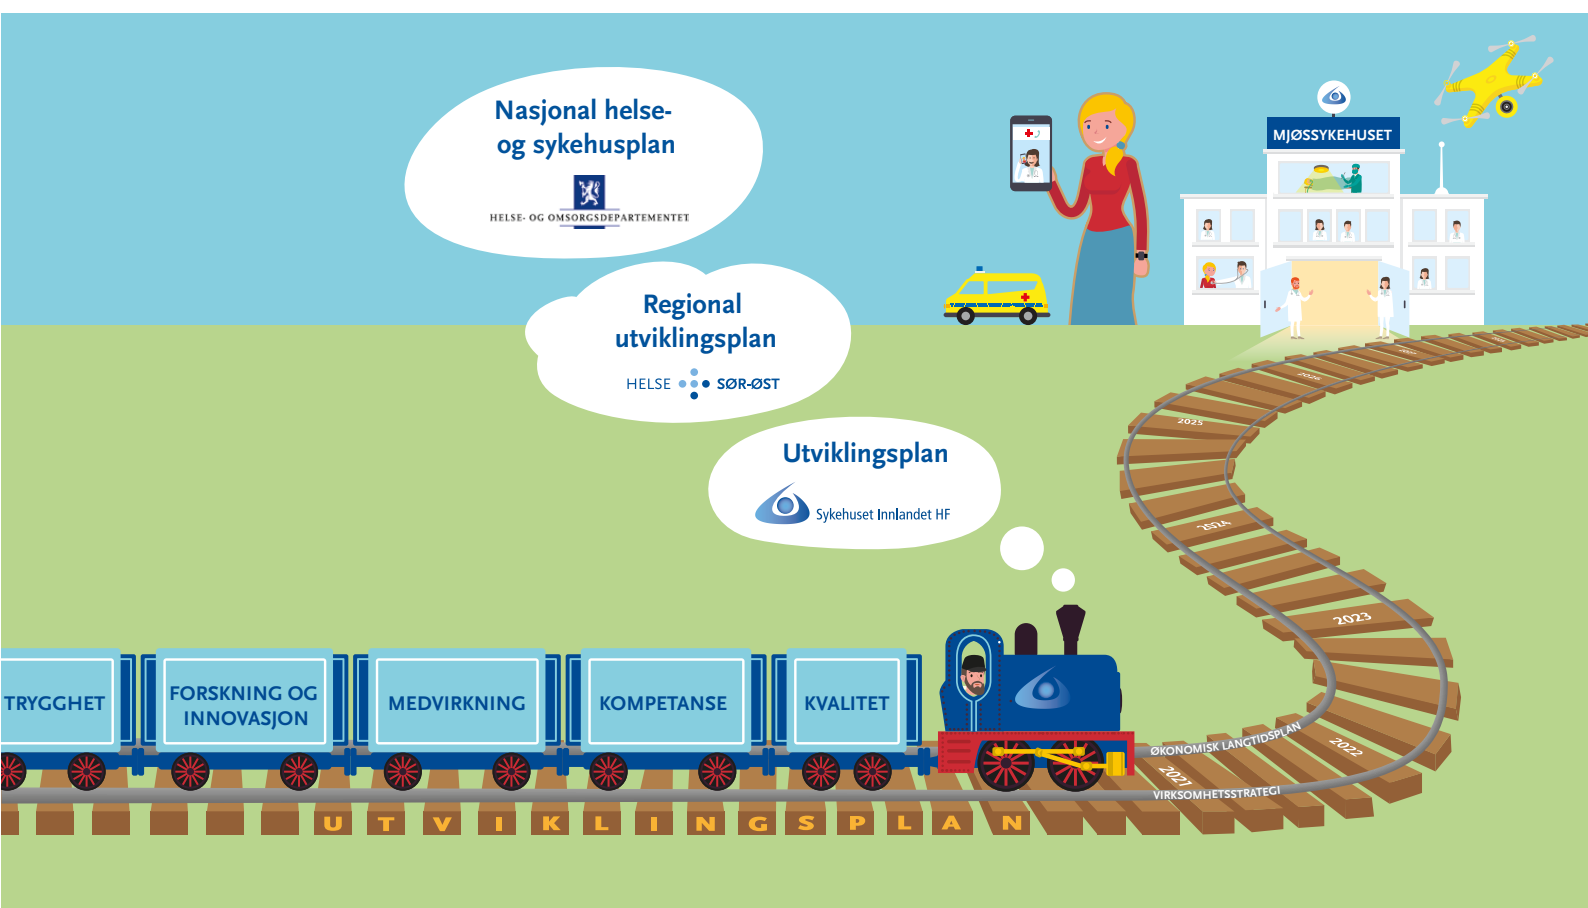 Nasjonal helse-
og sykehusplan
HELSE- OG OMSORGSDEPARTEMENTET
Regional
utviklingsplan
HELSE SØR-ØST
Utviklingsplan
Sykehuset Innlandet HF
MJØSSYKEHUSET
2026
2025
2024
2023
2022
2021
ØKONOMISK LANGTIDSPLAN
VIRKSOMHETSSTRATEGI
TRYGGHET
FORSKNING OG
INNOVASJON
MEDVIRKNING
KOMPETANSE
KVALITET
UTVIKLINGSPLAN